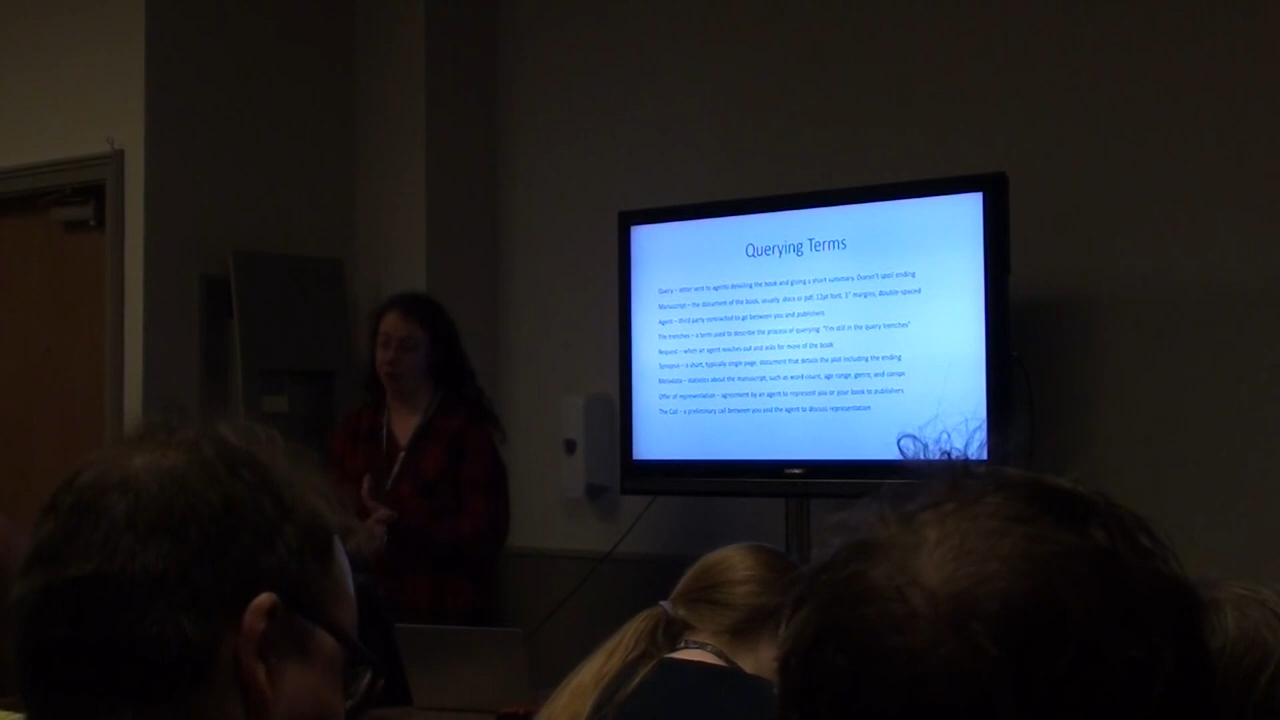 Querying Terms
Query – letter sent to agents detailing the book and giving a short summary. Doesn't spoil ending
Manuscript – the document of the book, usually .docx or pdf, 12pt font, 1" margins, double-spaced
Agent – third party contracted to go between you and publishers
The trenches – a term used to describe the process of querying "I'm still in the query trenches"
Request – when an agent reaches out and asks for more of the book
Synopsis – a short, typically single page, document that details the plot including the ending
Metadata – statistics about the manuscript, such as word count, age range, genre, and comps
Offer of representation – agreement by an agent to represent you or your book to publishers
The Call – a preliminary call between you and the agent to discuss representation